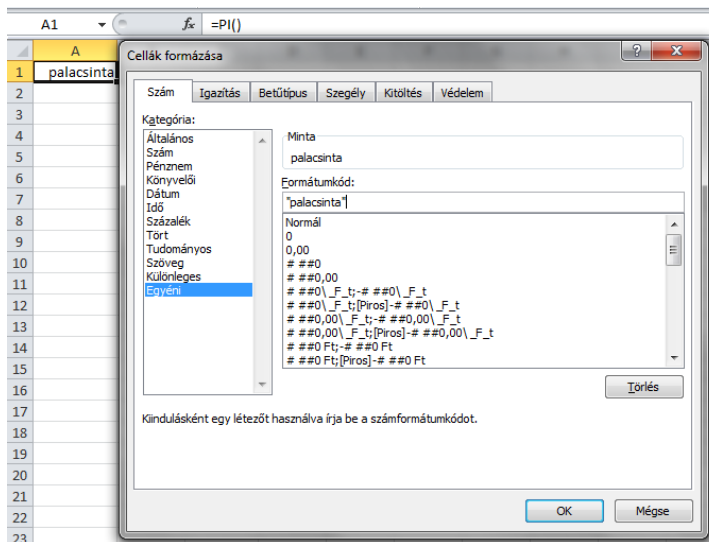 A1 fx =PI()
A
Cellák formázása
1 palacsinta
2
3
4
5
6
7
8
9
10
11
12
13
14
15
16
17
18
19
20
21
22
23
Szám Igazítás Betűtípus Szegély Kitöltés Védelem
Kategória:
Általános
Szám
Pénznem
Könyvelői
Dátum
Idő
Százalék
Tört
Tudományos
Szöveg
Különleges
Egyéni
Minta
palacsinta
Formátumkód:
"palacsinta"
Normál
0
0,00
# ##0
# ##0,00
# ##0\ _F_t;-# ##0\ _F_t
# ##0\ _F_t;[Piros]-# ##0\ _F_t
# ##0,00\ _F_t;-# ##0,00\ _F_t
# ##0,00\ _F_t;[Piros]-# ##0,00\ _F_t
# ##0 Ft;-# ##0 Ft
# ##0 Ft;[Piros]-# ##0 Ft
Törlés
Kiindulásként egy létezőt használva írja be a számformátumkódot.
OK Mégse